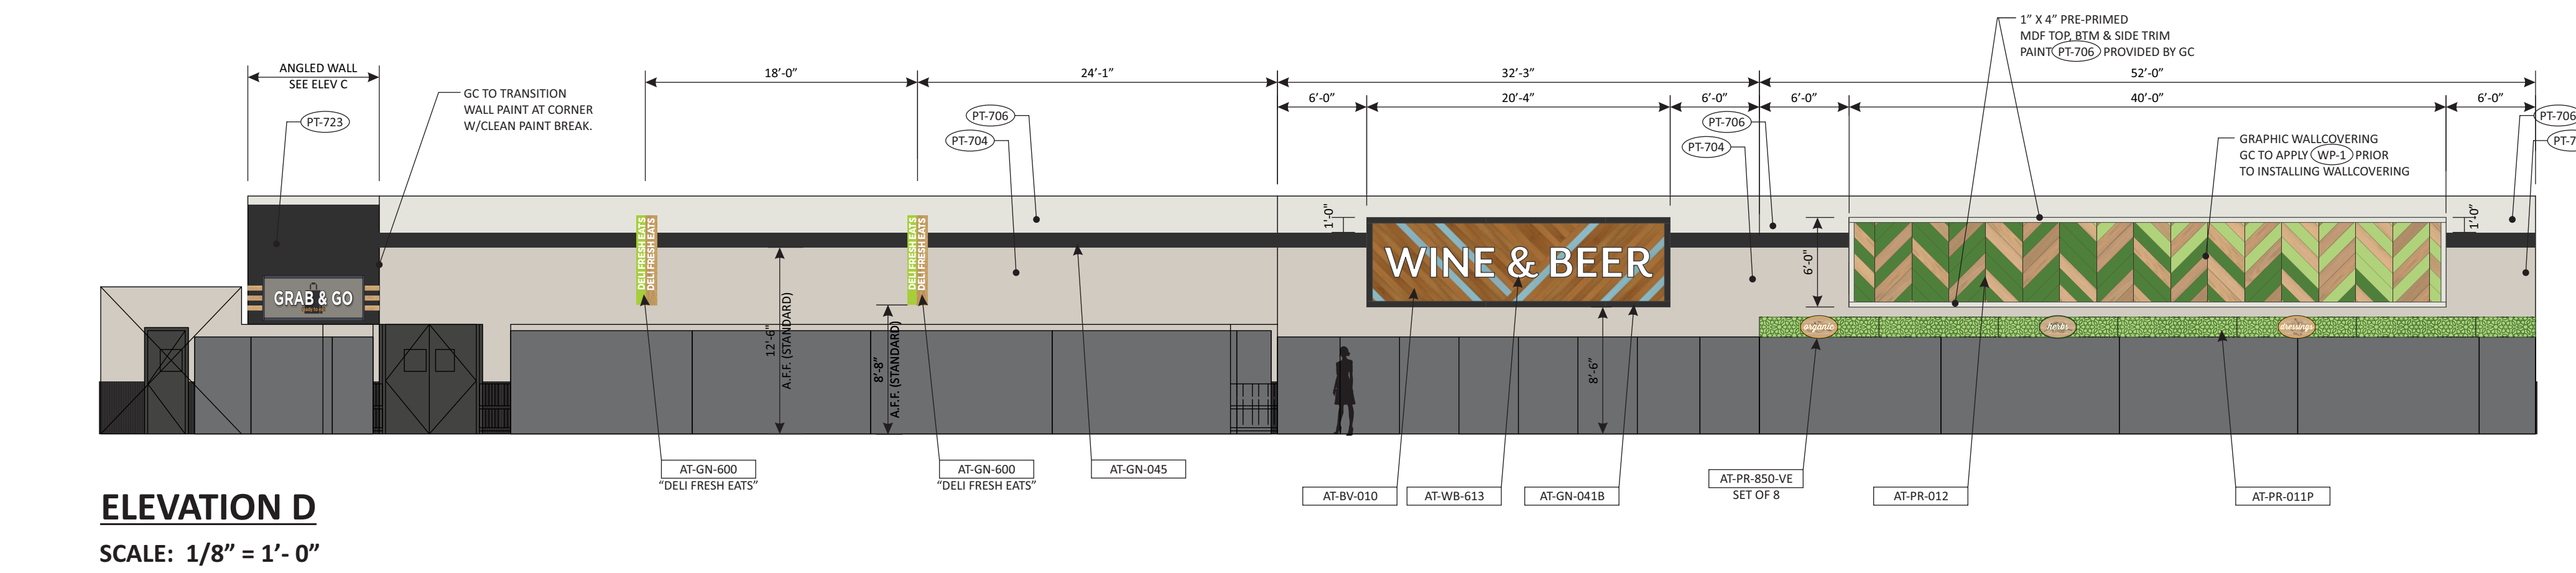 1” X 4” PRE-PRIMED
MDF TOP, BTM & SIDE TRIM
PAINT PT-706 PROVIDED BY GC
ANGLED WALL
SEE ELEV C
18’-0”
24’-1”
32’-3”
52’-0”
GC TO TRANSITION
WALL PAINT AT CORNER
W/CLEAN PAINT BREAK.
6’-0”
20’-4”
6’-0”
6’-0”
40’-0”
6’-0”
PT-723
PT-706
PT-704
PT-706
PT-704
PT-706
GRAPHIC WALLCOVERING
GC TO APPLY WP-1 PRIOR
TO INSTALLING WALLCOVERING
1’-0”
1’-0”
DELI FRESH EATS
DELI FRESH EATS
DELI FRESH EATS
DELI FRESH EATS
WINE & BEER
6’-0”
GRAB & GO
12’-6”
A.F.F. (STANDARD)
8’-8”
A.F.F. (STANDARD)
8’-6”
organic
herbs
dressings
AT-GN-600
“DELI FRESH EATS”
AT-GN-600
“DELI FRESH EATS”
AT-GN-045
AT-BV-010
AT-WB-613
AT-GN-041B
AT-PR-850-VE
SET OF 8
AT-PR-012
AT-PR-011P
ELEVATION D
SCALE: 1/8” = 1’- 0”